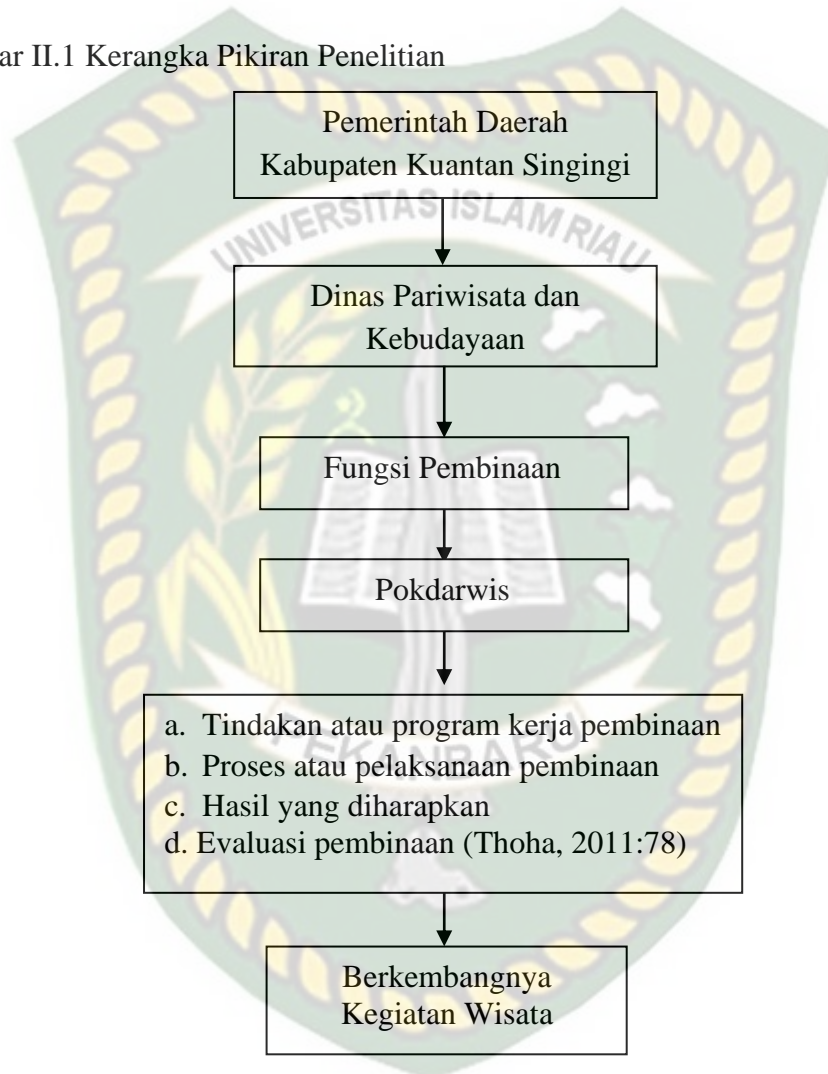 ar II.1 Kerangka Pikiran Penelitian
Pemerintah Daerah
Kabupaten Kuantan Singingi
UNIVERSITAS ISLAM RIAU
Dinas Pariwisata dan
Kebudayaan
Fungsi Pembinaan
Pokdarwis
a. Tindakan atau program kerja pembinaan
b. Proses atau pelaksanaan pembinaan
c. Hasil yang diharapkan
d. Evaluasi pembinaan (Thoha, 2011:78)
PEKANBARU
Berkembangnya
Kegiatan Wisata